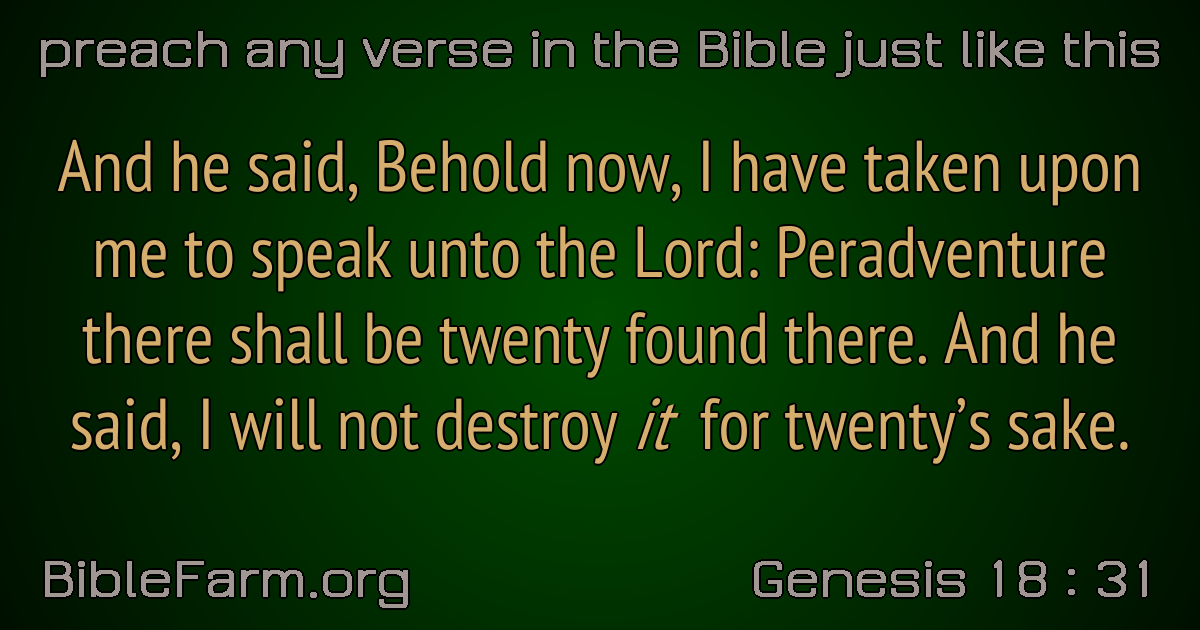 preach any verse in the Bible just like this
And he said, Behold now, I have taken upon
me to speak unto the Lord: Peradventure
there shall be twenty found there. And he
said, I will not destroy it for twenty’s sake.
BibleFarm.org
Genesis 18 : 31